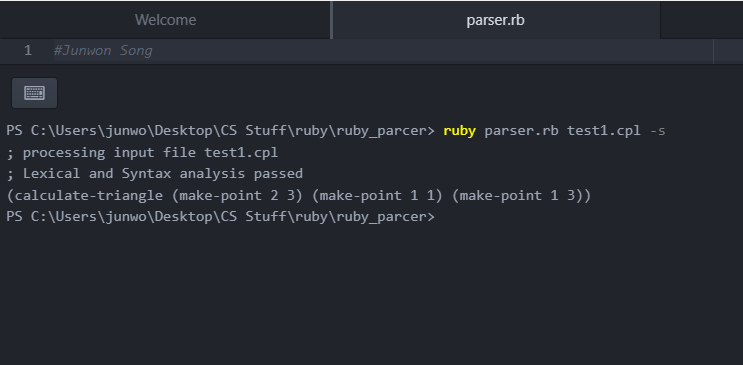 Welcome
parser.rb
1 #Junwon Song
PS C:\Users\junwo\Desktop\CS Stuff\ruby\ruby_parcer> ruby parser.rb test1.cpl -s
; processing input file test1.cpl
; Lexical and Syntax analysis passed
(calculate-triangle (make-point 2 3) (make-point 1 1) (make-point 1 3))
PS C:\Users\junwo\Desktop\CS Stuff\ruby\ruby_parcer>